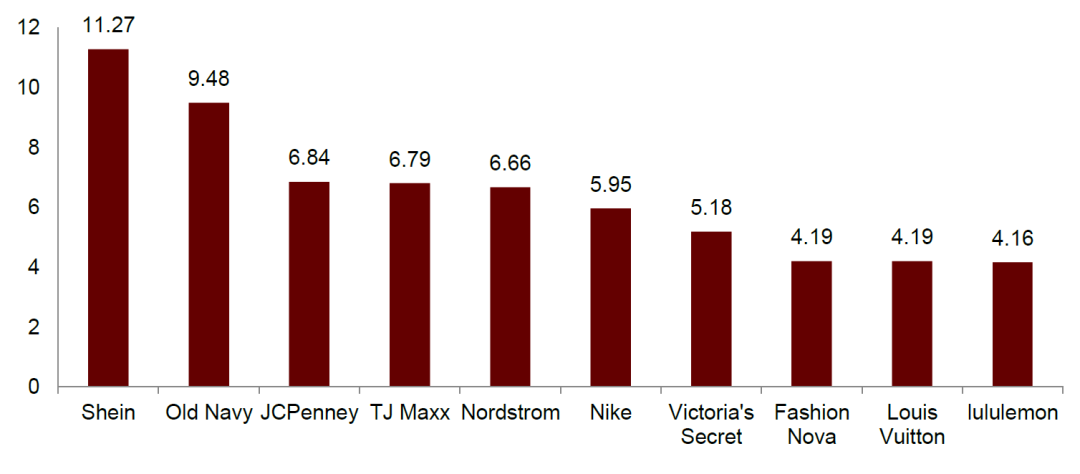 12
10
8
6
4
2
0
11.27
9.48
6.84
6.79
6.66
5.95
5.18
4.19
4.19
4.16
Shein
Old Navy
JCPenney
TJ Maxx
Nordstrom
Nike
Victoria's
Secret
Fashion
Nova
Louis
Vuitton
lululemon